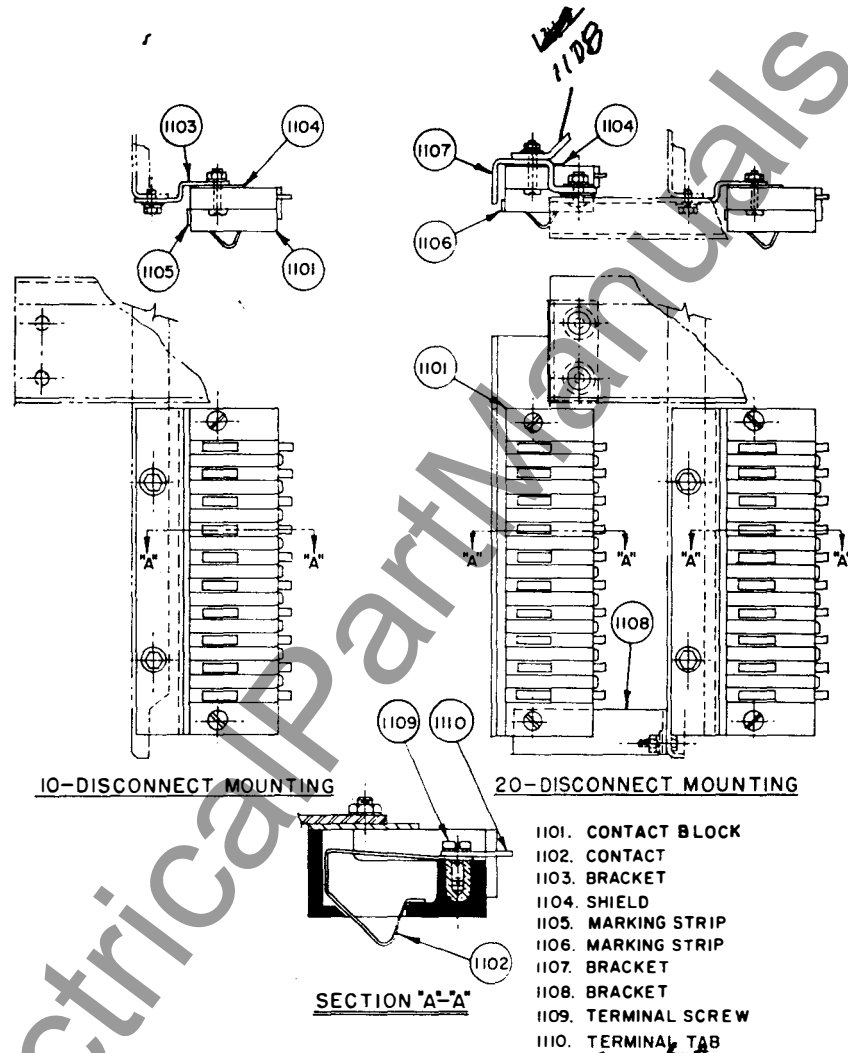 1108
1103
1104
1107
1104
1105
1101
1106
1101
"A"
"A"
"A"
"A"
"A"
"A"
1108
1109
1110
10-DISCONNECT MOUNTING
20-DISCONNECT MOUNTING
1102
SECTION "A-A"
1101. CONTACT BLOCK
1102. CONTACT
1103. BRACKET
1104. SHIELD
1105. MARKING STRIP
1106. MARKING STRIP
1107. BRACKET
1108. BRACKET
1109. TERMINAL SCREW
1110. TERMINAL TAB
ctricalPartManuals